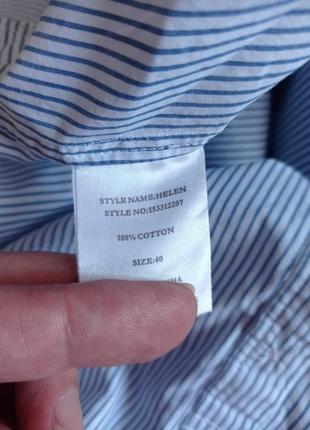 STYLE NAME:HELEN
STYLE NO:153312207
100% COTTON
SIZE:40